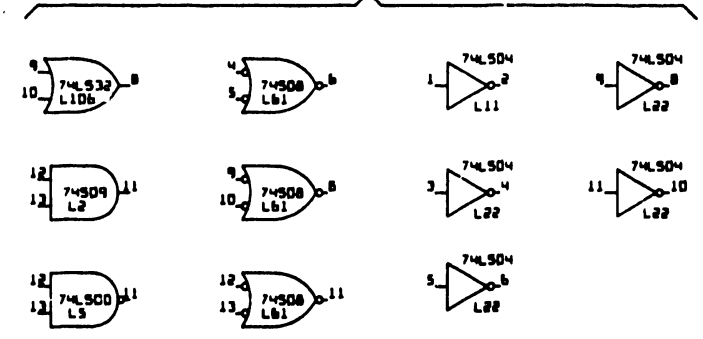 9 10 74LS32 L106 8
4 5 74S08 L61 6
1 74LS04 2 L11
9 74LS04 8 L22
12 13 74S09 L2 11
9 10 74S08 L61 8
3 74LS04 4 L22
11 74LS04 10 L22
12 13 74LS00 L5 11
12 13 74S08 L61 11
5 74LS04 6 L22